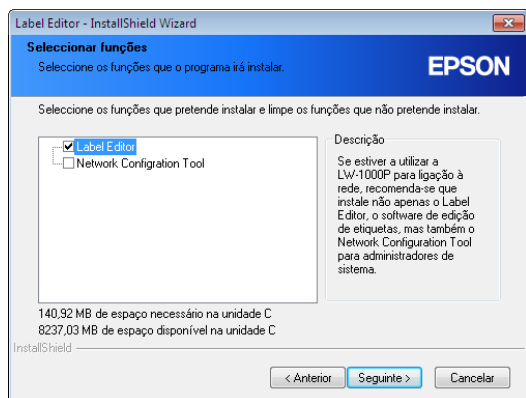 Label Editor - InstallShield Wizard
Seleccionar funções
Seleccione os funções que o programa irá instalar.
EPSON
Seleccione os funções que pretende instalar e limpe os funções que não pretende instalar.
Label Editor
Network Configration Tool
Descrição
Se estiver a utilizar a
LW-1000P para ligação à
rede, recomenda-se que
instale não apenas o Label
Editor, o software de edição
de etiquetas, mas também o
Network Configuration Tool
para administradores de
sistema.
140,92 MB de espaço necessário na unidade C
8237,03 MB de espaço disponível na unidade C
InstallShield
< Anterior
Seguinte >
Cancelar